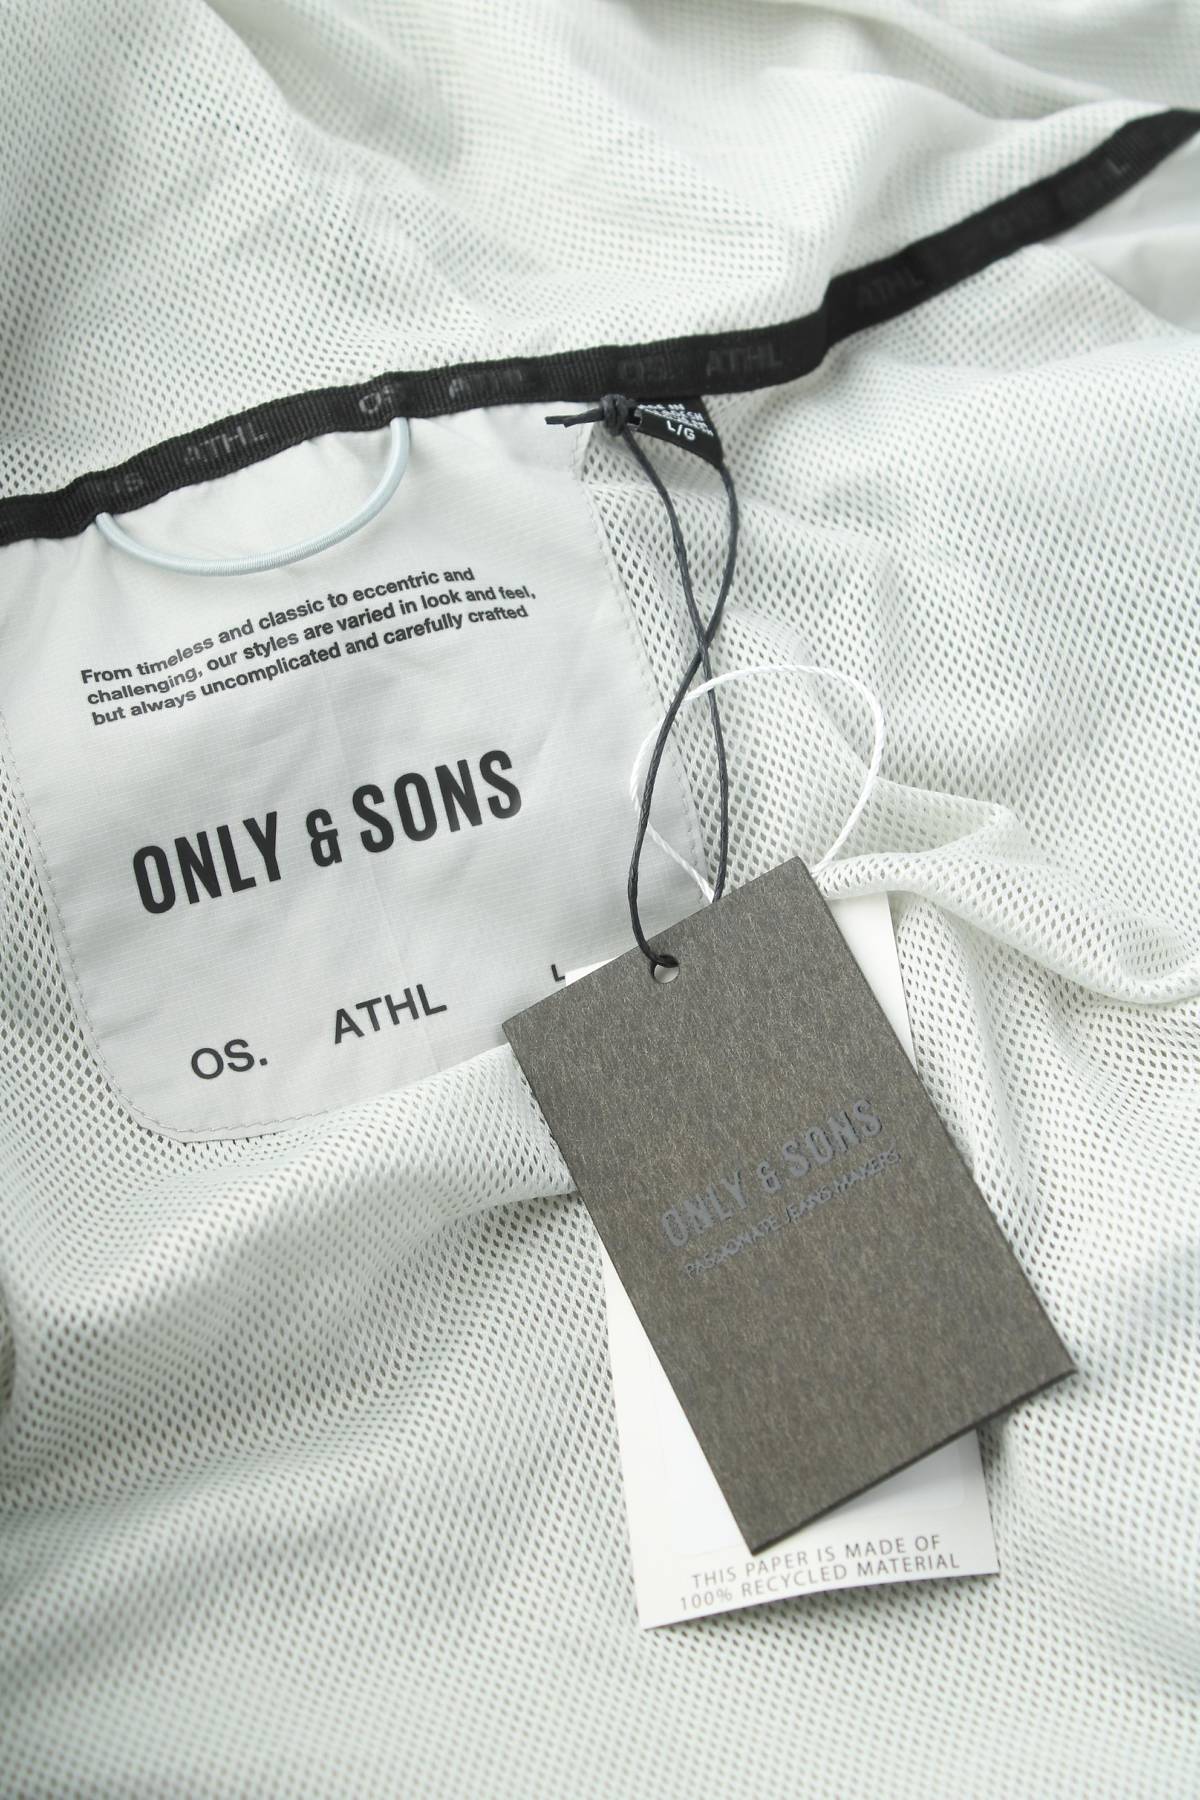 OS. ATHL
OS. ATHL
OS. ATHL
ATHL
L/G
From timeless and classic to eccentric and
challenging, our styles are varied in look and feel,
but always uncomplicated and carefully crafted
ONLY & SONS
OS. ATHL L
ONLY & SONS
PASSIONATE JEANS MAKERS
THIS PAPER IS MADE OF
100% RECYCLED MATERIAL